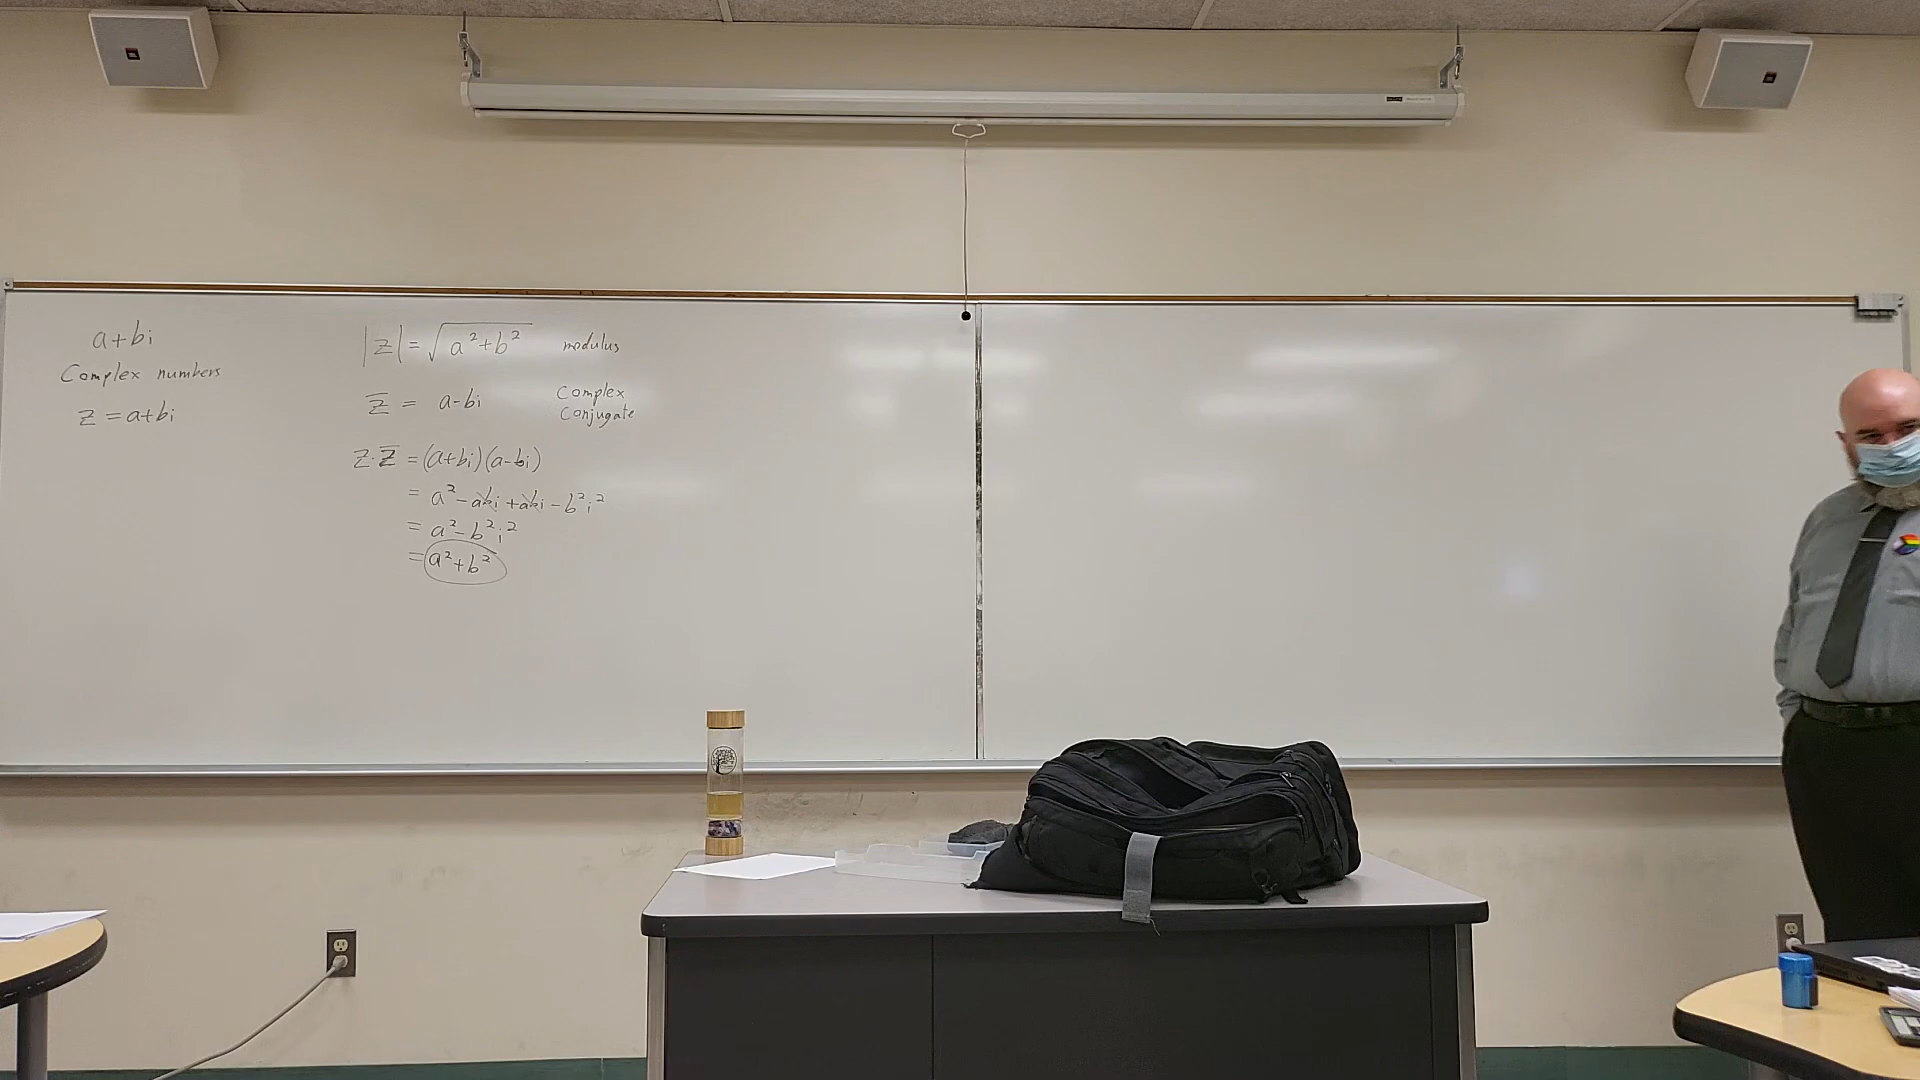 a+bi
Complex numbers
z = a+bi
|z| = √(a²+b²) modulus
z̅ = a-bi Complex Conjugate
z·z̅ = (a+bi)(a-bi)
= a² - abi + abi - b²i²
= a² - b²i²
= a² + b²